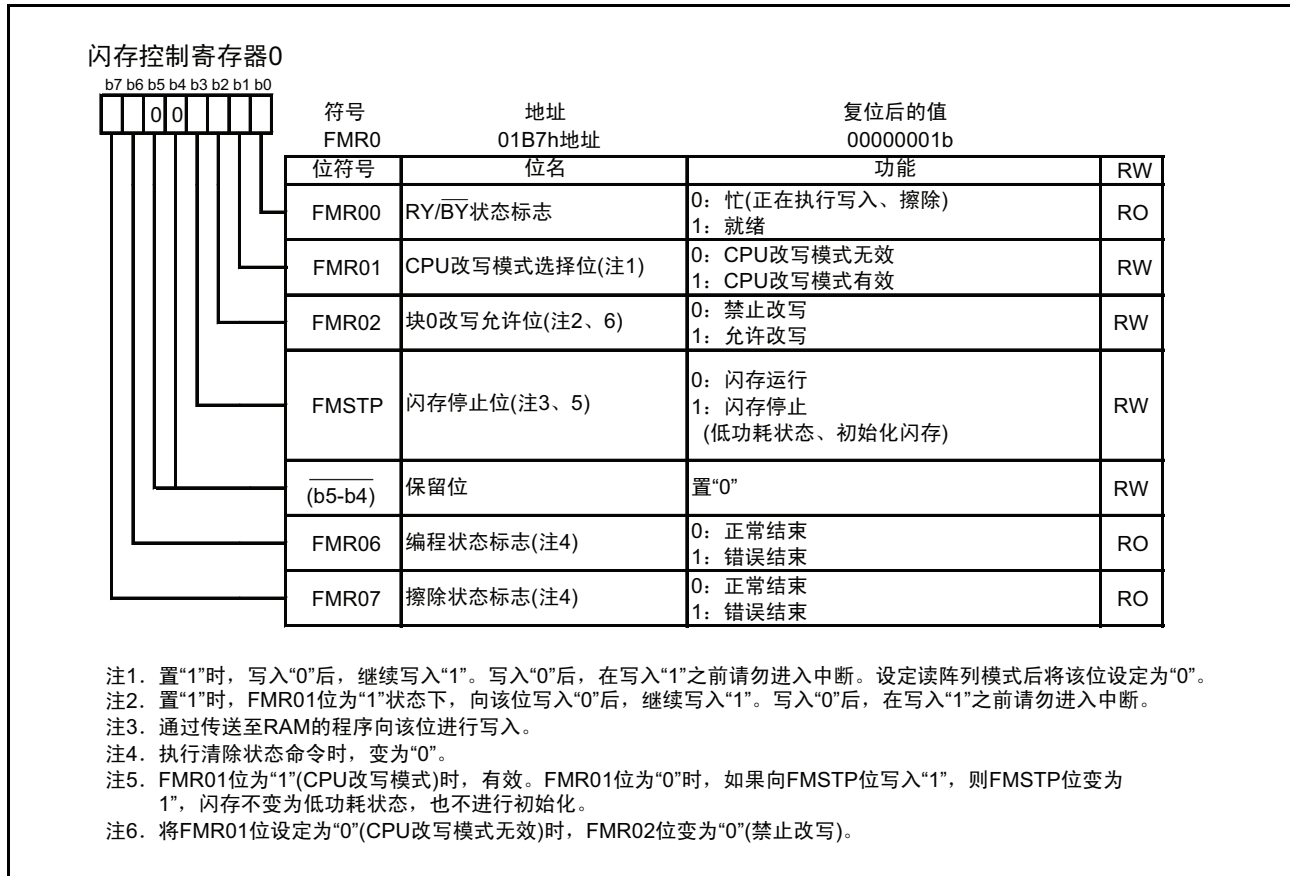 闪存控制寄存器0
b7 b6 b5 b4 b3 b2 b1 b0
0 0
符号 地址 复位后的值
FMR0 01B7h地址 00000001b
位符号 位名 功能 RW
FMR00 RY/BY状态标志 0：忙(正在执行写入、擦除) RO
1：就绪
FMR01 CPU改写模式选择位(注1) 0：CPU改写模式无效 RW
1：CPU改写模式有效
FMR02 块0改写允许位(注2、6) 0：禁止改写 RW
1：允许改写
FMSTP 闪存停止位(注3、5) 0：闪存运行 RW
1：闪存停止
(低功耗状态、初始化闪存)
(b5-b4) 保留位 置“0” RW
FMR06 编程状态标志(注4) 0：正常结束 RO
1：错误结束
FMR07 擦除状态标志(注4) 0：正常结束 RO
1：错误结束
注1．置“1”时，写入“0”后，继续写入“1”。写入“0”后，在写入“1”之前请勿进入中断。设定读阵列模式后将该位设定为“0”。
注2．置“1”时，FMR01位为“1”状态下，向该位写入“0”后，继续写入“1”。写入“0”后，在写入“1”之前请勿进入中断。
注3．通过传送至RAM的程序向该位进行写入。
注4．执行清除状态命令时，变为“0”。
注5．FMR01位为“1”(CPU改写模式)时，有效。FMR01位为“0”时，如果向FMSTP位写入“1”，则FMSTP位变为
1”，闪存不变为低功耗状态，也不进行初始化。
注6．将FMR01位设定为“0”(CPU改写模式无效)时，FMR02位变为“0”(禁止改写)。